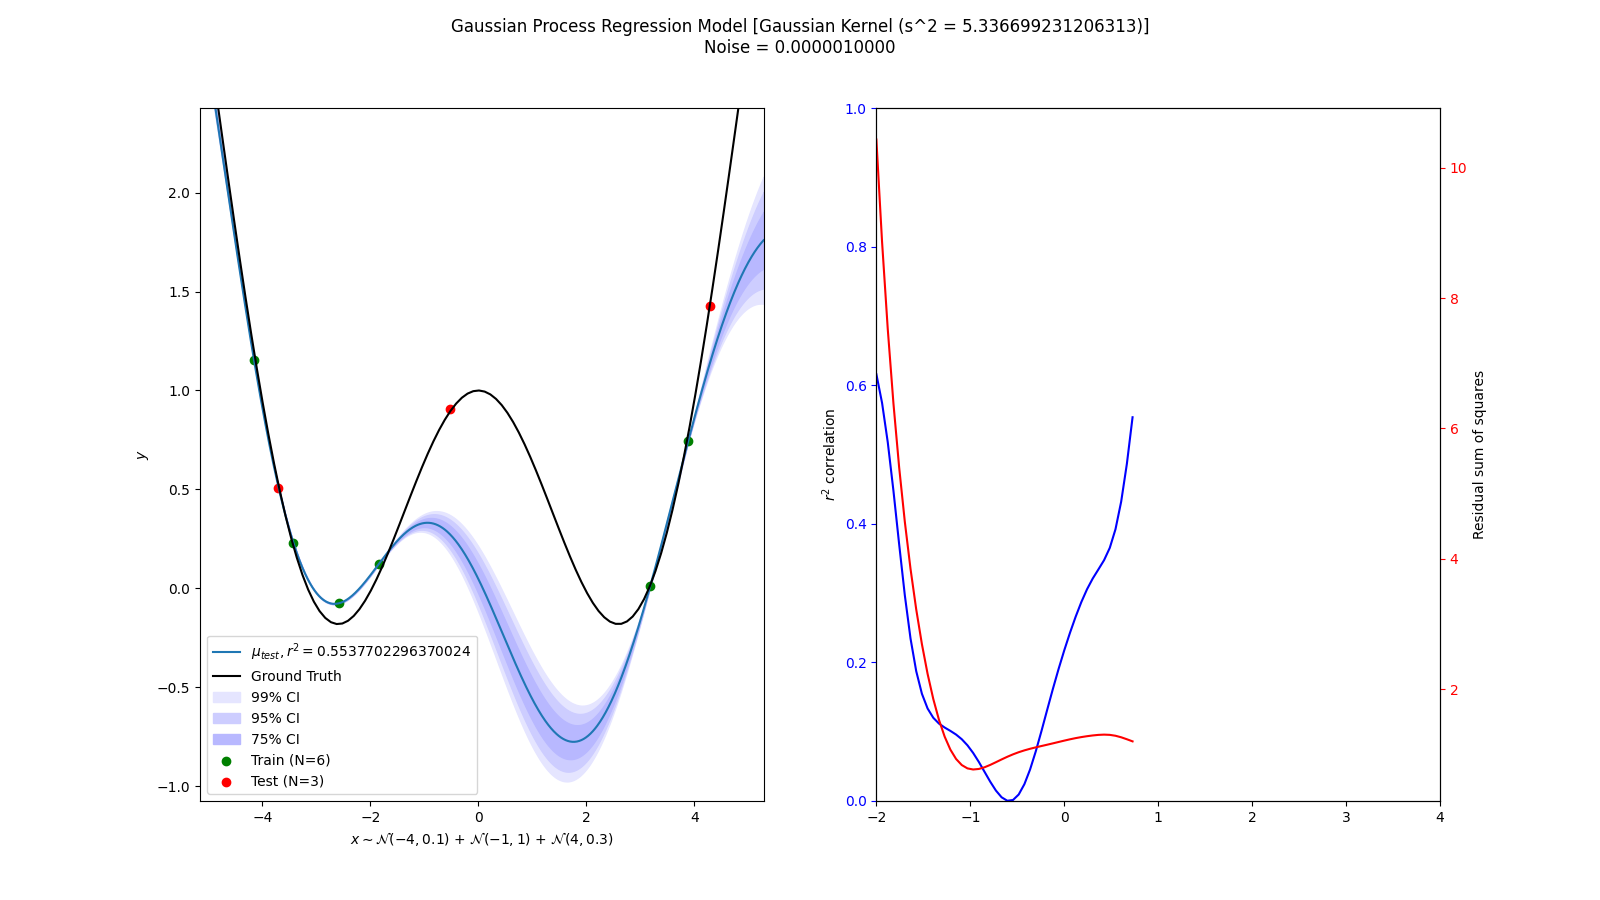 Gaussian Process Regression Model [Gaussian Kernel (s^2 = 5.336699231206313)]
Noise = 0.0000010000
2.0
1.5
1.0
0.5
0.0
−0.5
−1.0
y
μ_test, r² = 0.5537702296370024
Ground Truth
99% CI
95% CI
75% CI
Train (N=6)
Test (N=3)
−4
−2
0
2
4
x ~ 𝒩(−4, 0.1) + 𝒩(−1, 1) + 𝒩(4, 0.3)
1.0
0.8
0.6
0.4
0.2
0.0
r² correlation
−2
−1
0
1
2
3
4
10
8
6
4
2
Residual sum of squares